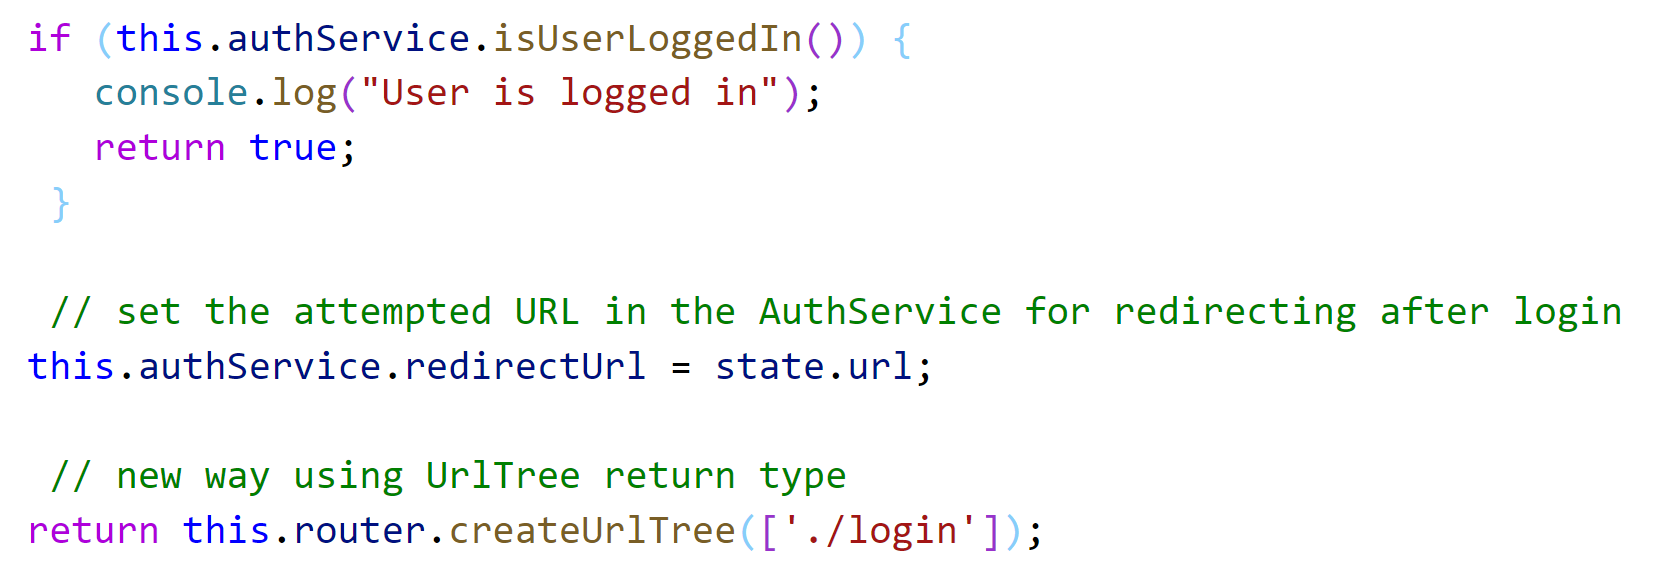 if (this.authService.isUserLoggedIn()) {
console.log("User is logged in");
return true;
}
// set the attempted URL in the AuthService for redirecting after login
this.authService.redirectUrl = state.url;
// new way using UrlTree return type
return this.router.createUrlTree(['./login']);